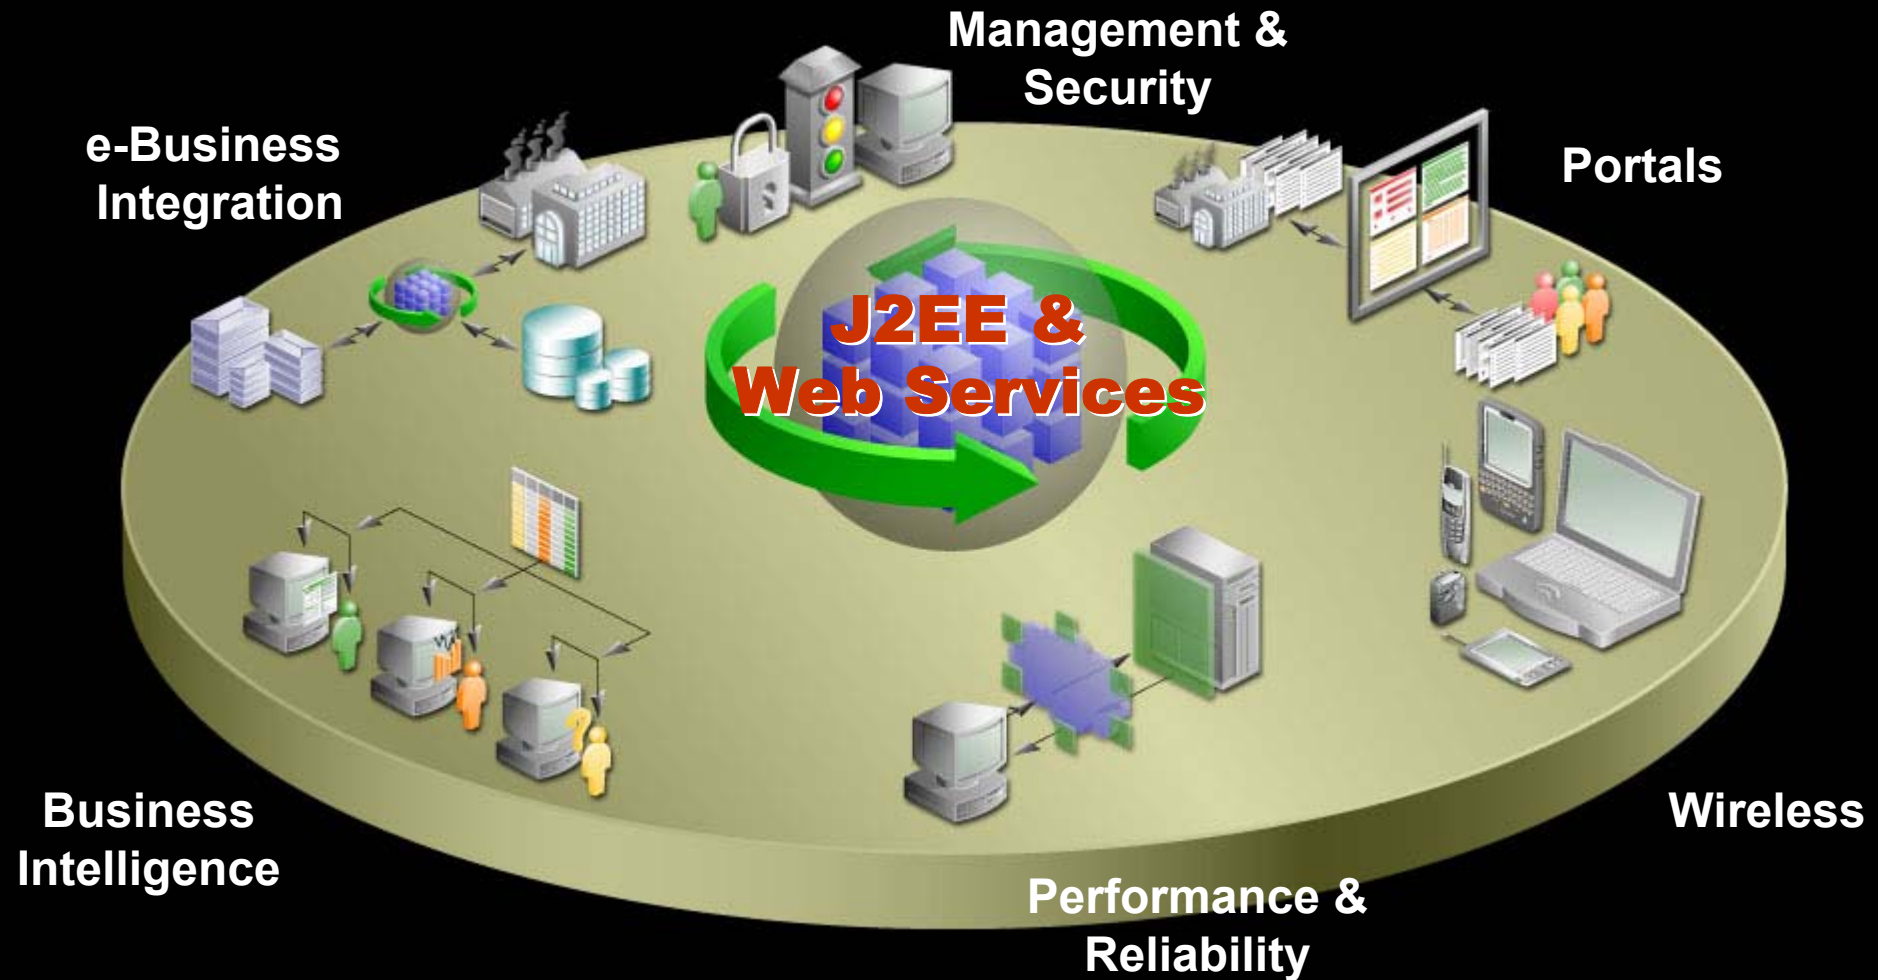 Management &
Security
e-Business
Integration
Portals
J2EE &
Web Services
Business
Intelligence
Wireless
Performance &
Reliability